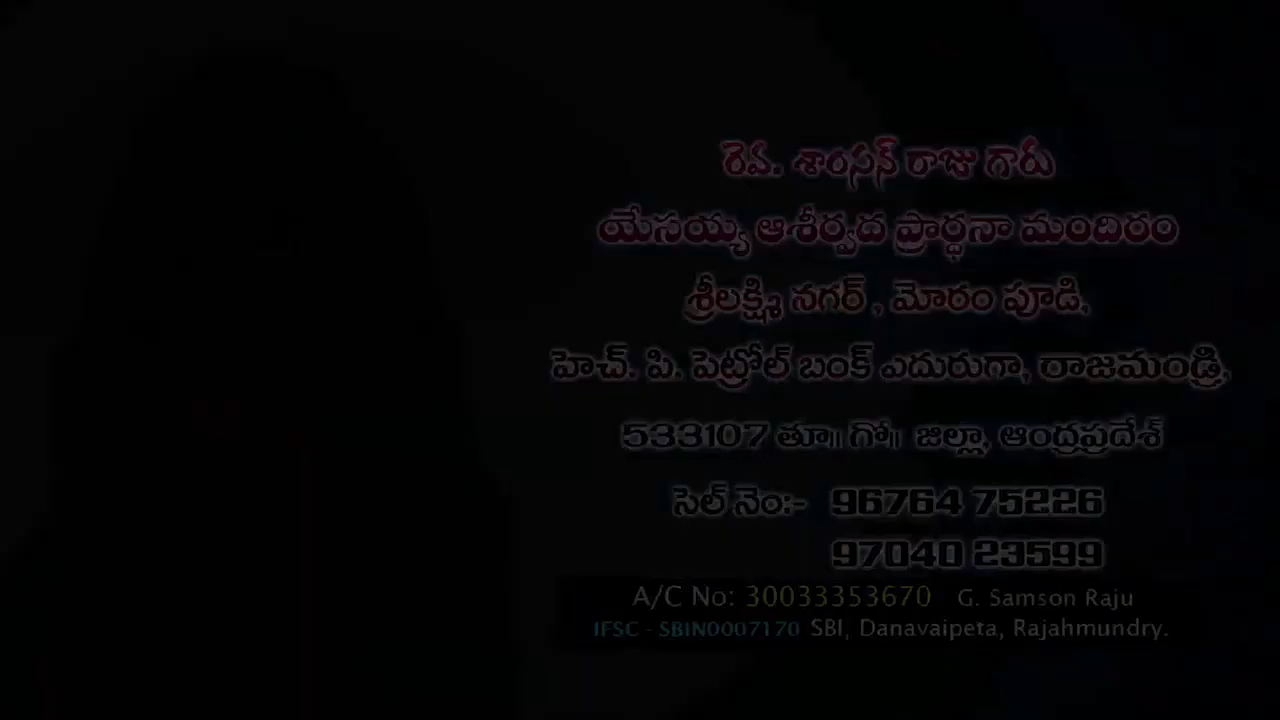 రెవ. శాంసన్ రాజు గారు
యేసయ్య ఆశీర్వద ప్రార్ధనా మందిరం
శ్రీలక్ష్మి నగర్, మోరం పూడి,
హెచ్. పి. పెట్రోల్ బంక్ ఎదురుగా, రాజమండ్రి,
533107 తూ॥ గో॥ జిల్లా, ఆంద్రప్రదేశ్
సెల్ నెం:- 96764 75226
97040 23599
A/C No: 30033353670 G. Samson Raju
IFSC - SBIN0007170 SBI, Danavaipeta, Rajahmundry.